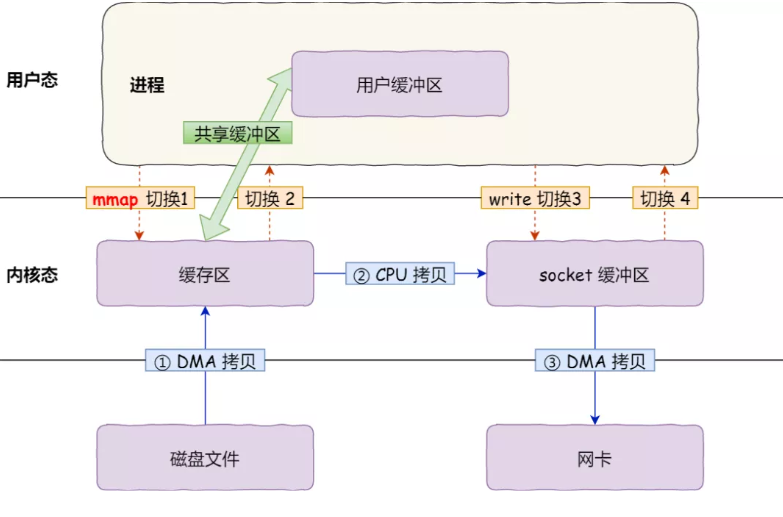 用户态
进程
用户缓冲区
共享缓冲区
mmap 切换1
切换 2
write 切换3
切换 4
内核态
缓存区
② CPU 拷贝
socket 缓冲区
① DMA 拷贝
③ DMA 拷贝
磁盘文件
网卡